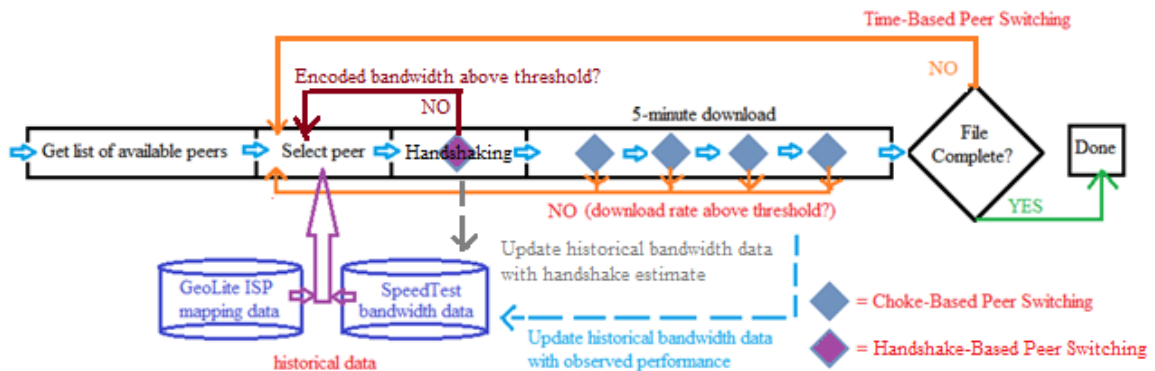 Time-Based Peer Switching
NO
Encoded bandwidth above threshold?
NO
5-minute download
Get list of available peers
Select peer
Handshaking
File
Complete?
Done
YES
NO (download rate above threshold?)
Update historical bandwidth data
with handshake estimate
GeoLite ISP
mapping data
SpeedTest
bandwidth data
= Choke-Based Peer Switching
Update historical bandwidth data
with observed performance
= Handshake-Based Peer Switching
historical data